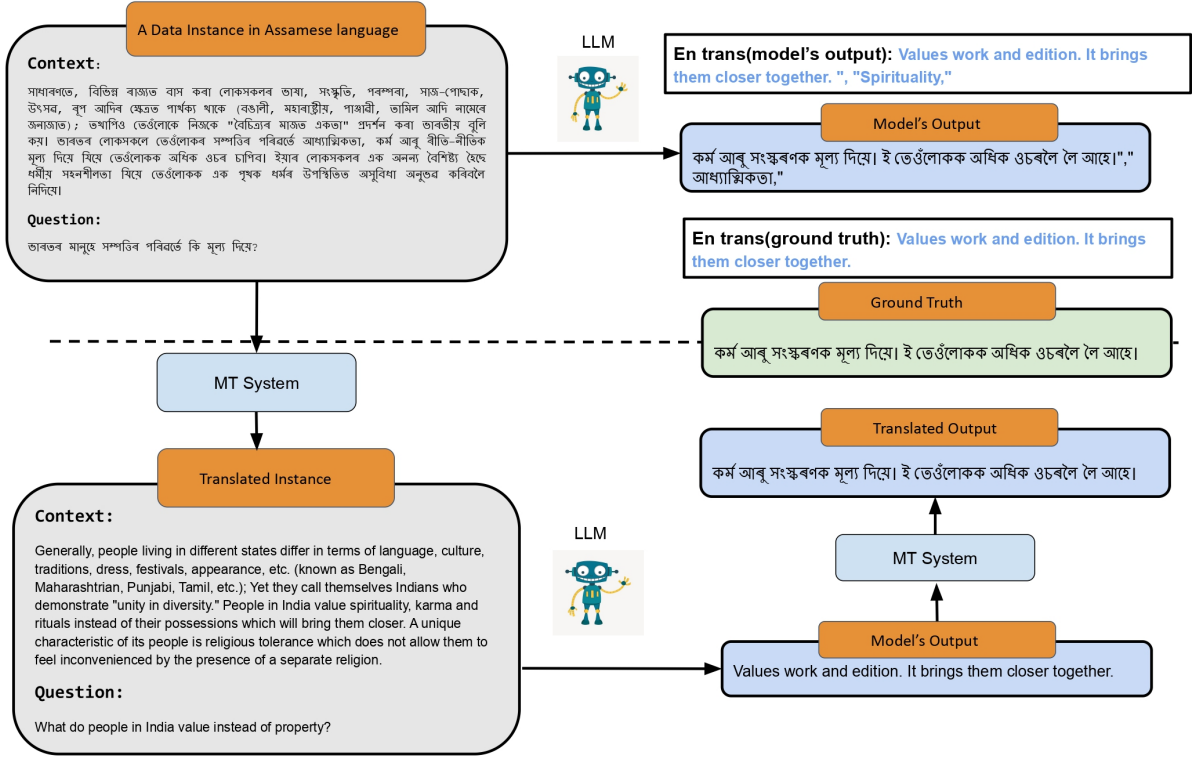 A Data Instance in Assamese language
Context:
সাধাৰণতে, বিভিন্ন ৰাজ্যত বাস কৰা লোকসকলৰ ভাষা, সংস্কৃতি, পৰম্পৰা, সাজ-পোছাক,
উৎসৱ, ৰূপ আদিৰ ক্ষেত্ৰত পাৰ্থক্য থাকে (বঙালী, মহাৰাষ্ট্ৰীয়, পাঞ্জাবী, তামিল আদি নামেৰে
জনাজাত); তথাপিও তেওঁলোকে নিজকে "বৈচিত্ৰ্যৰ মাজত একতা" প্ৰদৰ্শন কৰা ভাৰতীয় বুলি
কয়। ভাৰতৰ লোকসকলে তেওঁলোকৰ সম্পত্তিৰ পৰিৱৰ্তে আধ্যাত্মিকতা, কৰ্ম আৰু ৰীতি-নীতিক
মূল্য দিয়ে যিয়ে তেওঁলোকক অধিক ওচৰ চাপিব। ইয়াৰ লোকসকলৰ এক অনন্য বৈশিষ্ট্য হৈছে
ধৰ্মীয় সহনশীলতা যিয়ে তেওঁলোকক এক পৃথক ধৰ্মৰ উপস্থিতিত অসুবিধা অনুভৱ কৰিবলৈ
নিদিয়ে।
Question:
ভাৰতৰ মানুহে সম্পত্তিৰ পৰিৱৰ্তে কি মূল্য দিয়ে?
LLM
En trans(model's output): Values work and edition. It brings
them closer together. ", "Spirituality,"
Model's Output
কৰ্ম আৰু সংস্কৰণক মূল্য দিয়ে। ই তেওঁলোকক অধিক ওচৰলৈ লৈ আহে।","
আধ্যাত্মিকতা,"
En trans(ground truth): Values work and edition. It brings
them closer together.
Ground Truth
কৰ্ম আৰু সংস্কৰণক মূল্য দিয়ে। ই তেওঁলোকক অধিক ওচৰলৈ লৈ আহে।
MT System
Translated Instance
Context:
Generally, people living in different states differ in terms of language, culture,
traditions, dress, festivals, appearance, etc. (known as Bengali,
Maharashtrian, Punjabi, Tamil, etc.); Yet they call themselves Indians who
demonstrate "unity in diversity." People in India value spirituality, karma and
rituals instead of their possessions which will bring them closer. A unique
characteristic of its people is religious tolerance which does not allow them to
feel inconvenienced by the presence of a separate religion.
Question:
What do people in India value instead of property?
LLM
Translated Output
কৰ্ম আৰু সংস্কৰণক মূল্য দিয়ে। ই তেওঁলোকক অধিক ওচৰলৈ লৈ আহে।
MT System
Model's Output
Values work and edition. It brings them closer together.